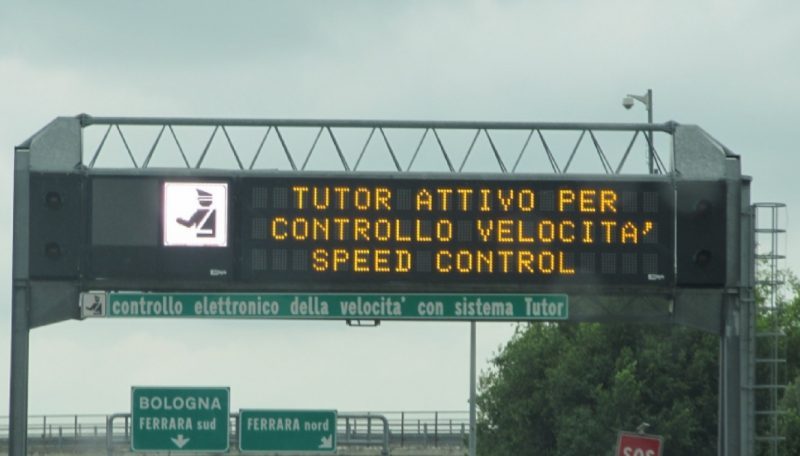 TUTOR ATTIVO PER
CONTROLLO VELOCITA'
SPEED CONTROL
controllo elettronico della velocita' con sistema Tutor
BOLOGNA
FERRARA sud
FERRARA nord
SOS